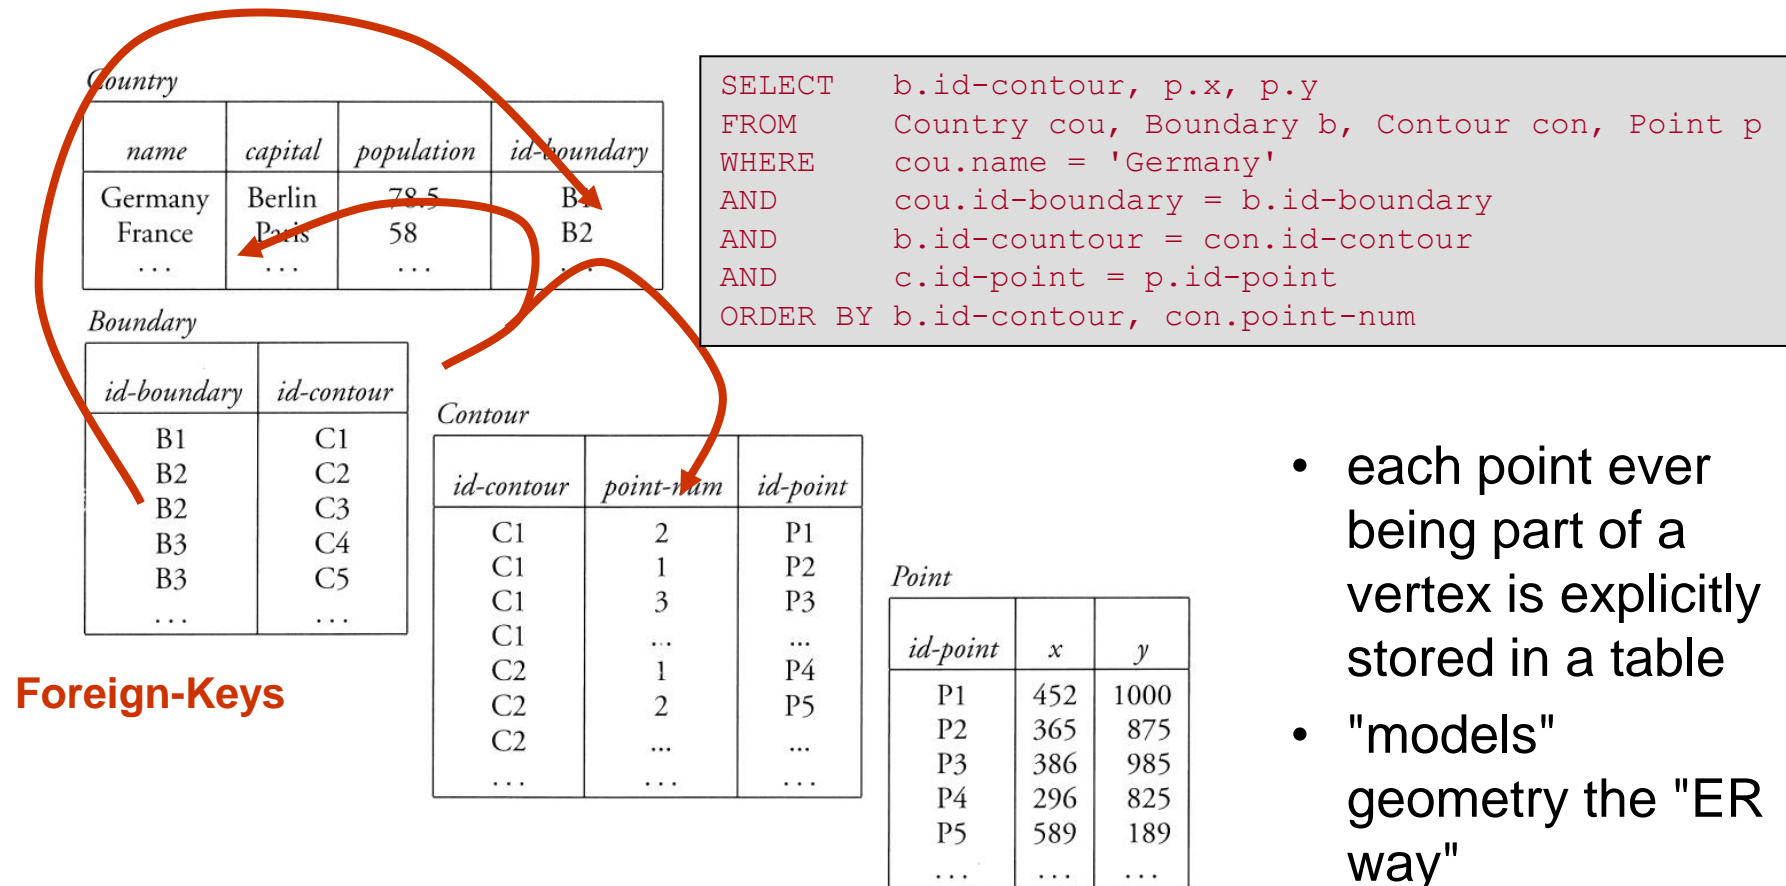 Country
name capital population id-boundary
Germany Berlin 78.5 B1
France Paris 58 B2
... ... ... ...
SELECT b.id-contour, p.x, p.y
FROM Country cou, Boundary b, Contour con, Point p
WHERE cou.name = 'Germany'
AND cou.id-boundary = b.id-boundary
AND b.id-countour = con.id-contour
AND c.id-point = p.id-point
ORDER BY b.id-contour, con.point-num
Boundary
id-boundary id-contour
B1 C1
B2 C2
B2 C3
B3 C4
B3 C5
... ...
Foreign-Keys
Contour
id-contour point-num id-point
C1 2 P1
C1 1 P2
C1 3 P3
C1 ... ...
C2 1 P4
C2 2 P5
C2 ... ...
... ... ...
Point
id-point x y
P1 452 1000
P2 365 875
P3 386 985
P4 296 825
P5 589 189
... ... ...
• each point ever
being part of a
vertex is explicitly
stored in a table
• "models"
geometry the "ER
way"